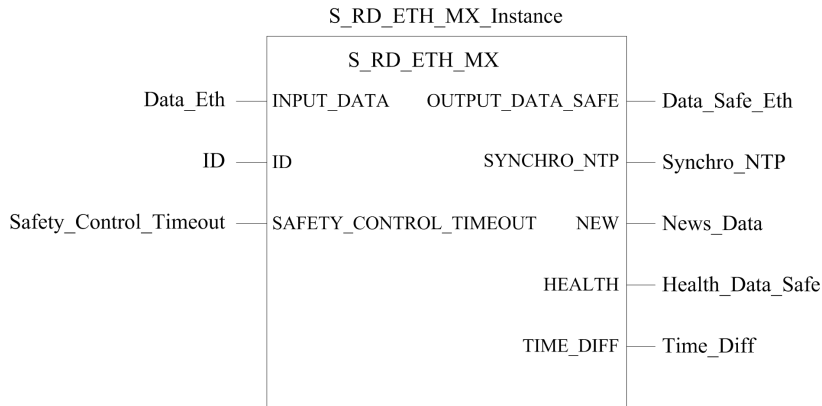 S_RD_ETH_MX_Instance
S_RD_ETH_MX
Data_Eth INPUT_DATA OUTPUT_DATA_SAFE Data_Safe_Eth
ID ID SYNCHRO_NTP Synchro_NTP
Safety_Control_Timeout SAFETY_CONTROL_TIMEOUT NEW News_Data
HEALTH Health_Data_Safe
TIME_DIFF Time_Diff